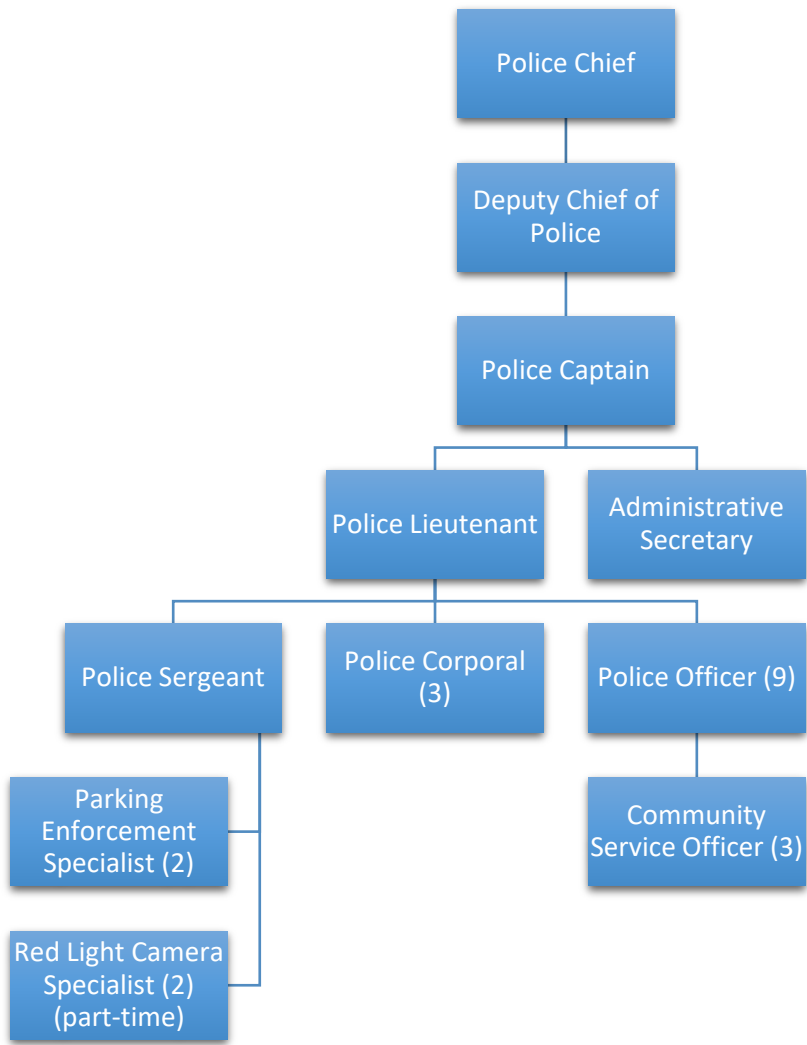 Police Chief
Deputy Chief of
Police
Police Captain
Police Lieutenant
Administrative
Secretary
Police Sergeant
Police Corporal
(3)
Police Officer (9)
Parking
Enforcement
Specialist (2)
Community
Service Officer (3)
Red Light Camera
Specialist (2)
(part-time)